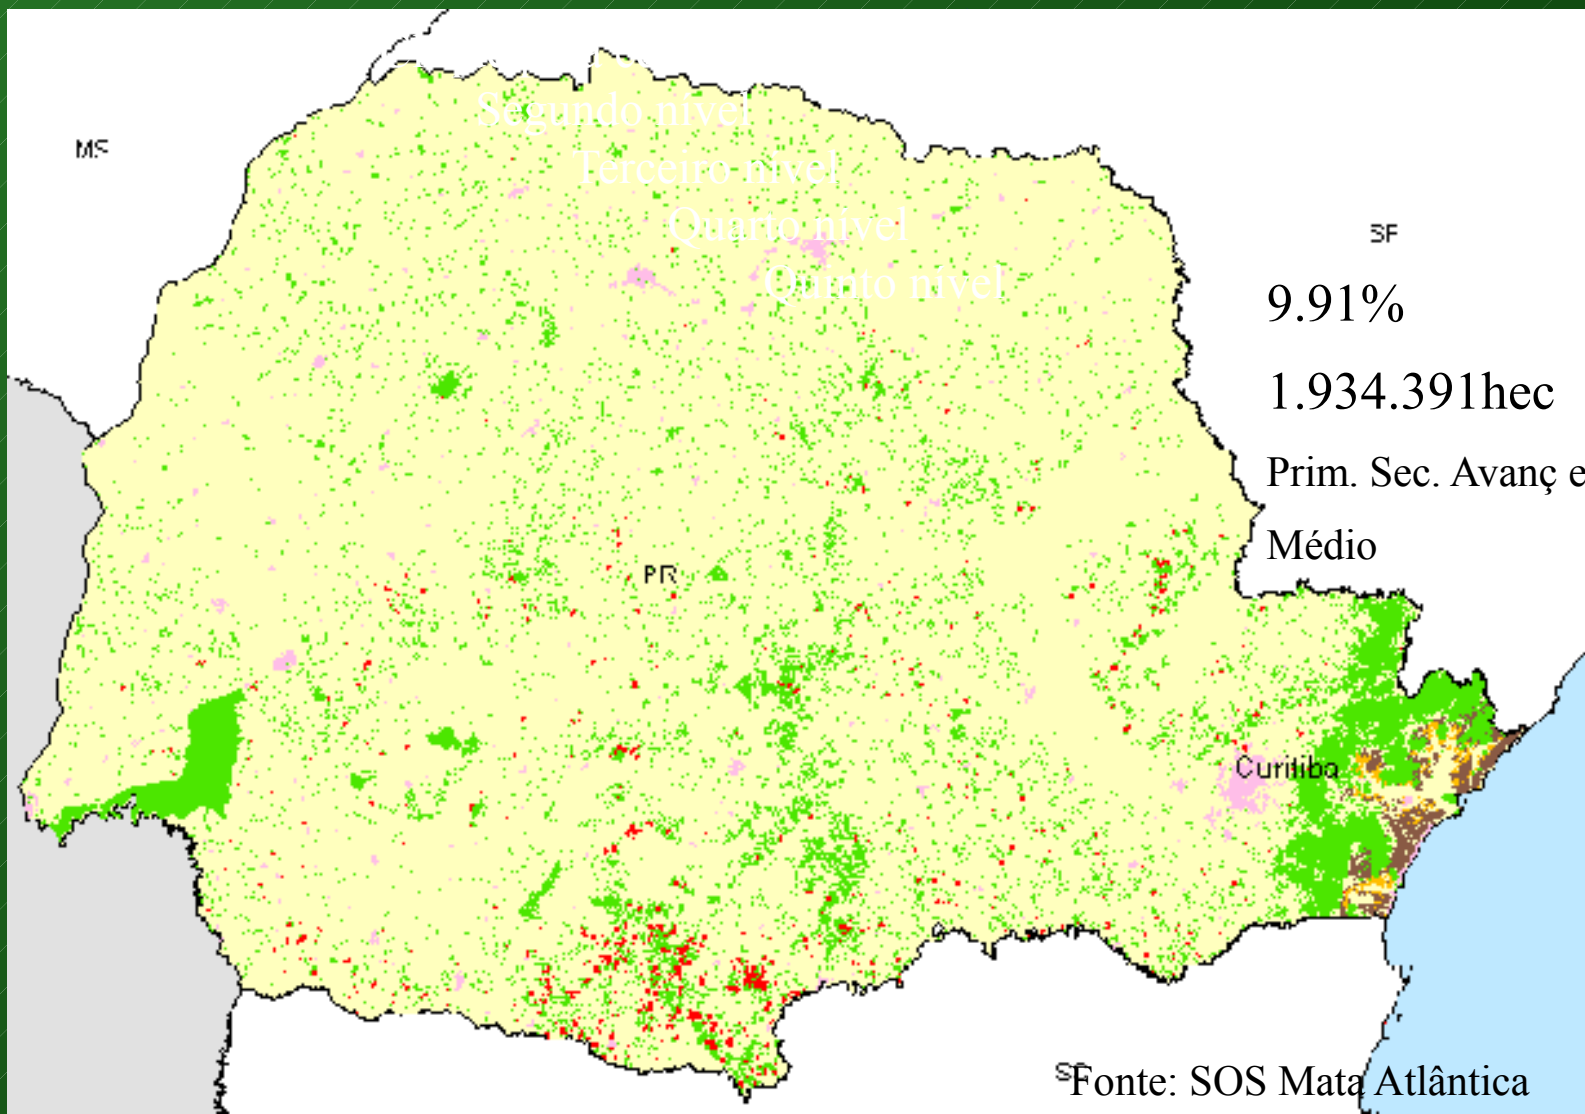 Segundo nível
MS
Terceiro nível
Quarto nível
SP
Quinto nível
9.91%
1.934.391hec
Prim. Sec. Avanç e
Médio
PR
Curitiba
SC
Fonte: SOS Mata Atlântica